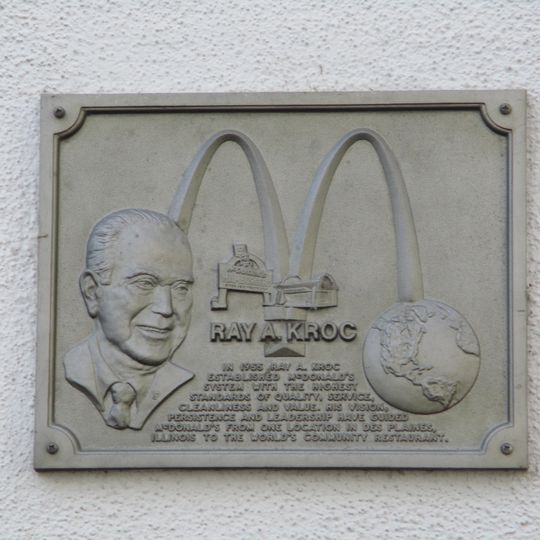 McDONALD'S
RAY A. KROC
IN 1955 RAY A. KROC
ESTABLISHED McDONALD'S
SYSTEM WITH THE HIGHEST
STANDARDS OF QUALITY, SERVICE,
CLEANLINESS AND VALUE. HIS VISION,
PERSISTENCE AND LEADERSHIP HAVE GUIDED
McDONALD'S FROM ONE LOCATION IN DES PLAINES,
ILLINOIS TO THE WORLD'S COMMUNITY RESTAURANT.